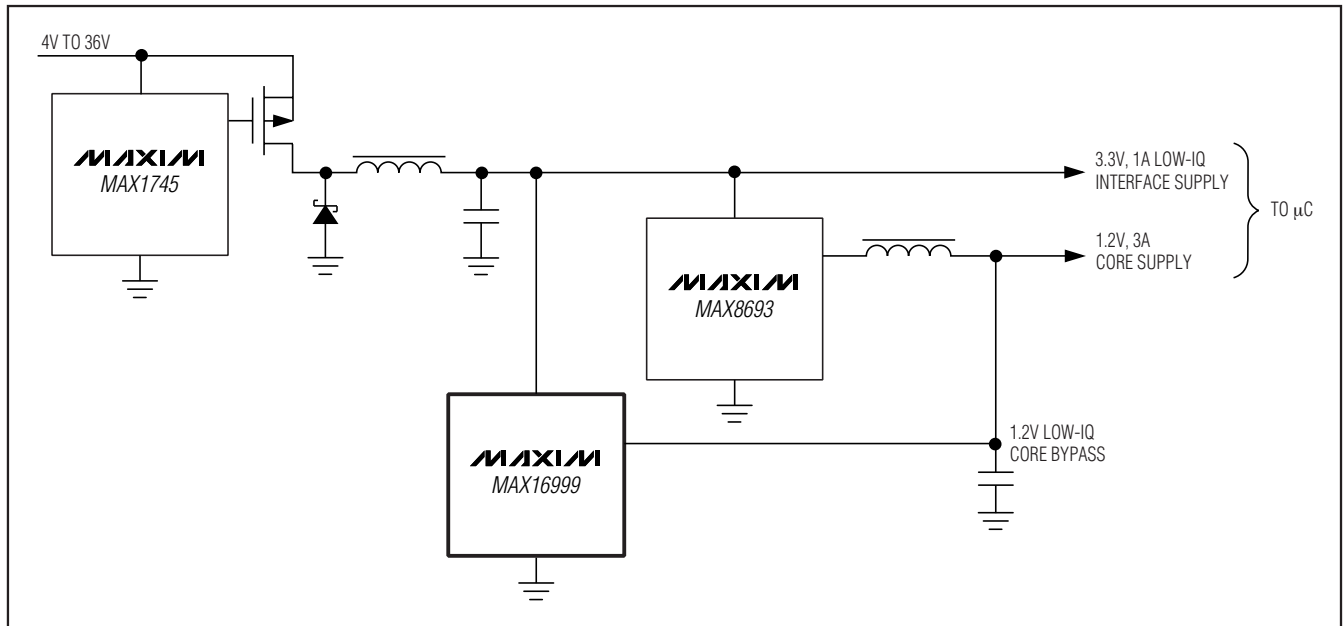 4V TO 36V
MAXIM
MAX1745
3.3V, 1A LOW-IQ
INTERFACE SUPPLY
TO μC
1.2V, 3A
CORE SUPPLY
MAXIM
MAX8693
1.2V LOW-IQ
CORE BYPASS
MAXIM
MAX16999